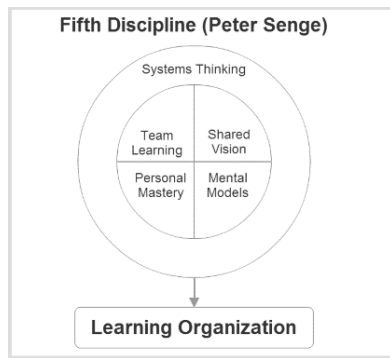 Fifth Discipline (Peter Senge)
Systems Thinking
Team
Learning
Shared
Vision
Personal
Mastery
Mental
Models
Learning Organization